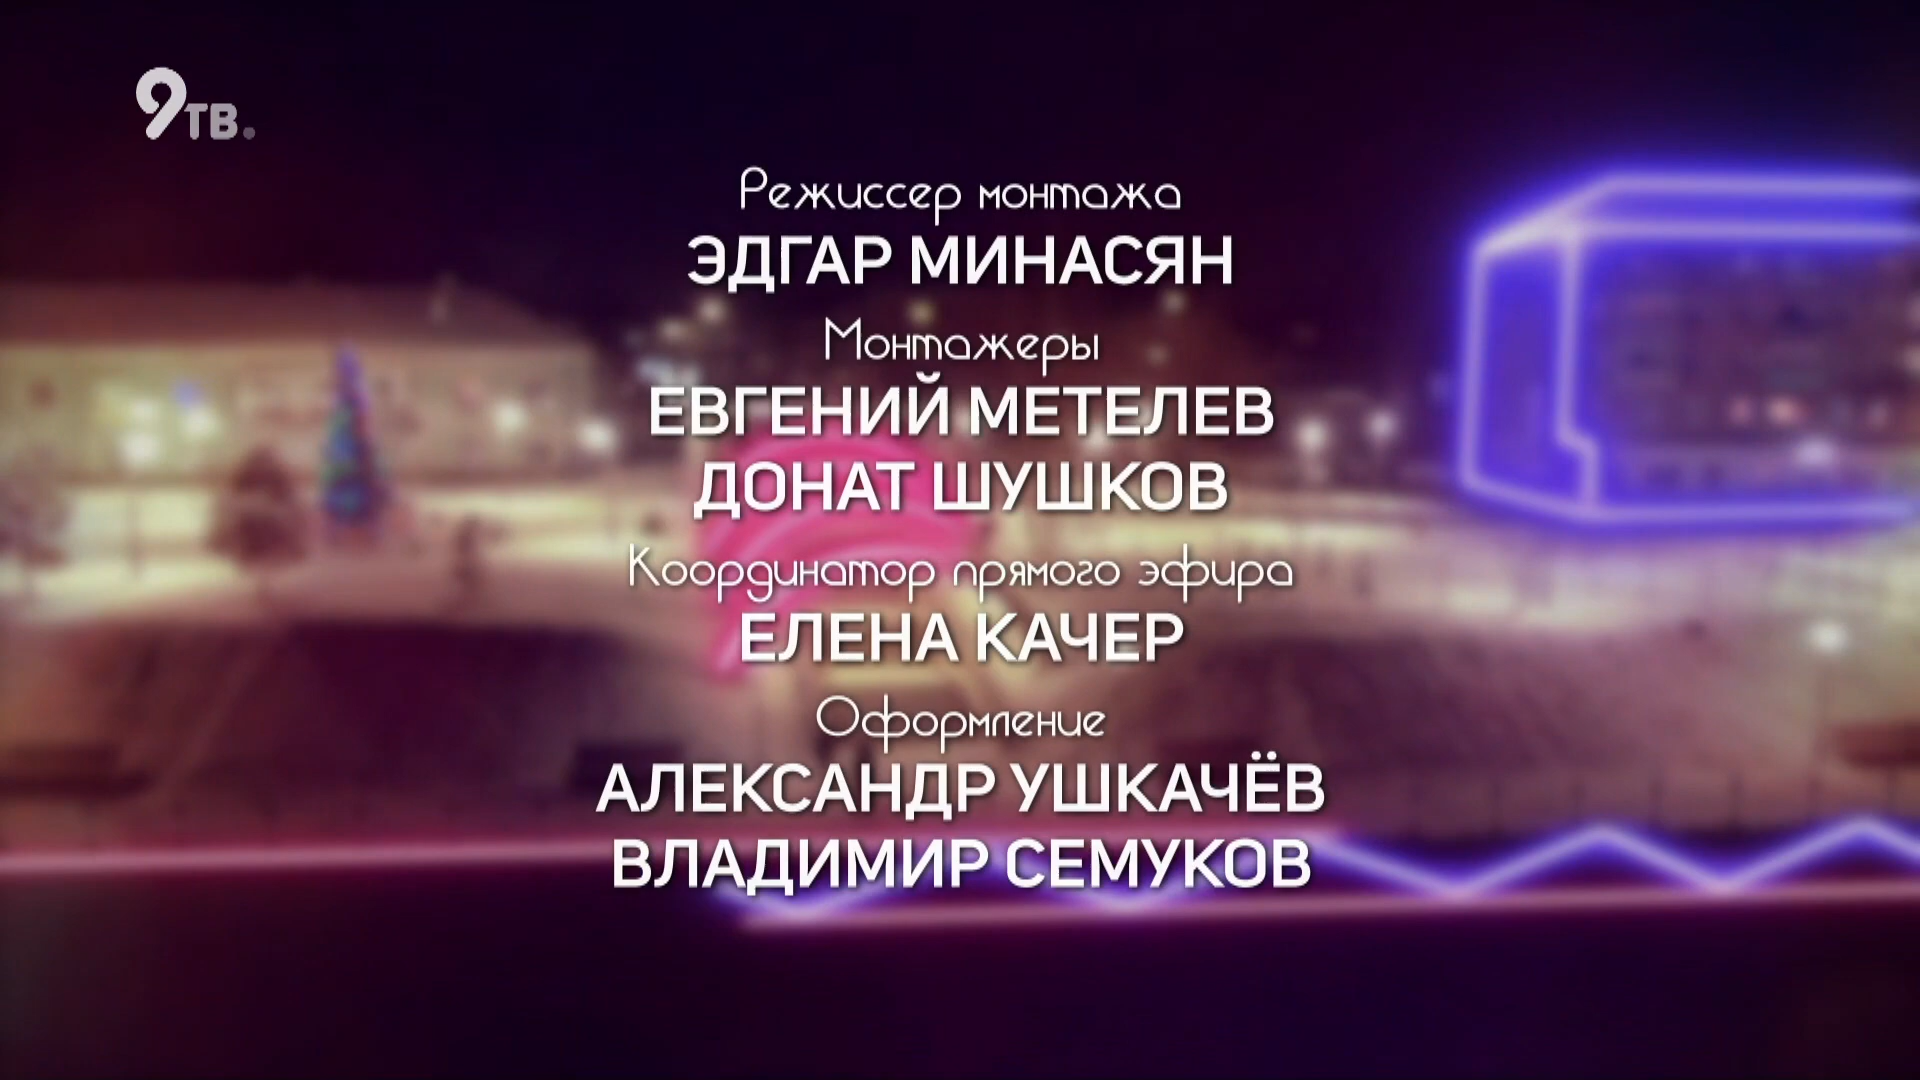 9ТВ.
Режиссер монтажа
ЭДГАР МИНАСЯН
Монтажеры
ЕВГЕНИЙ МЕТЕЛЕВ
ДОНАТ ШУШКОВ
Координатор прямого эфира
ЕЛЕНА КАЧЕР
Оформление
АЛЕКСАНДР УШКАЧЁВ
ВЛАДИМИР СЕМУКОВ